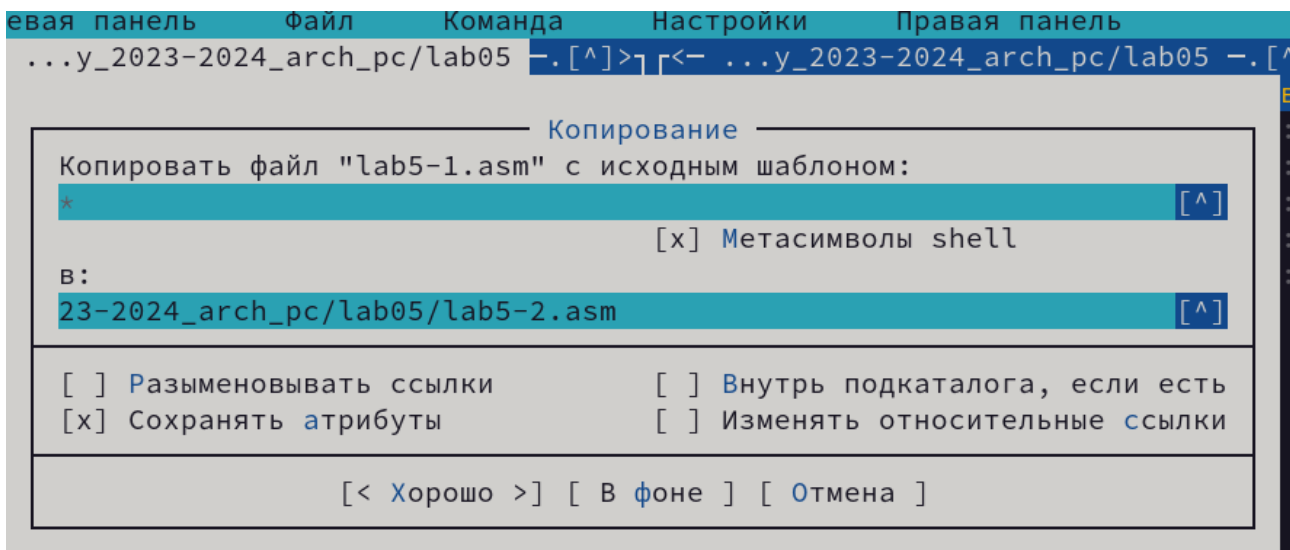 евая панель Файл Команда Настройки Правая панель
...y_2023-2024_arch_pc/lab05 ─.[^]>┐┌<─ ...y_2023-2024_arch_pc/lab05 ─.[^
Копирование
Копировать файл "lab5-1.asm" с исходным шаблоном:
* [^]
[x] Метасимволы shell
в:
23-2024_arch_pc/lab05/lab5-2.asm [^]
[ ] Разыменовывать ссылки [ ] Внутрь подкаталога, если есть
[x] Сохранять атрибуты [ ] Изменять относительные ссылки
[< Хорошо >] [ В фоне ] [ Отмена ]